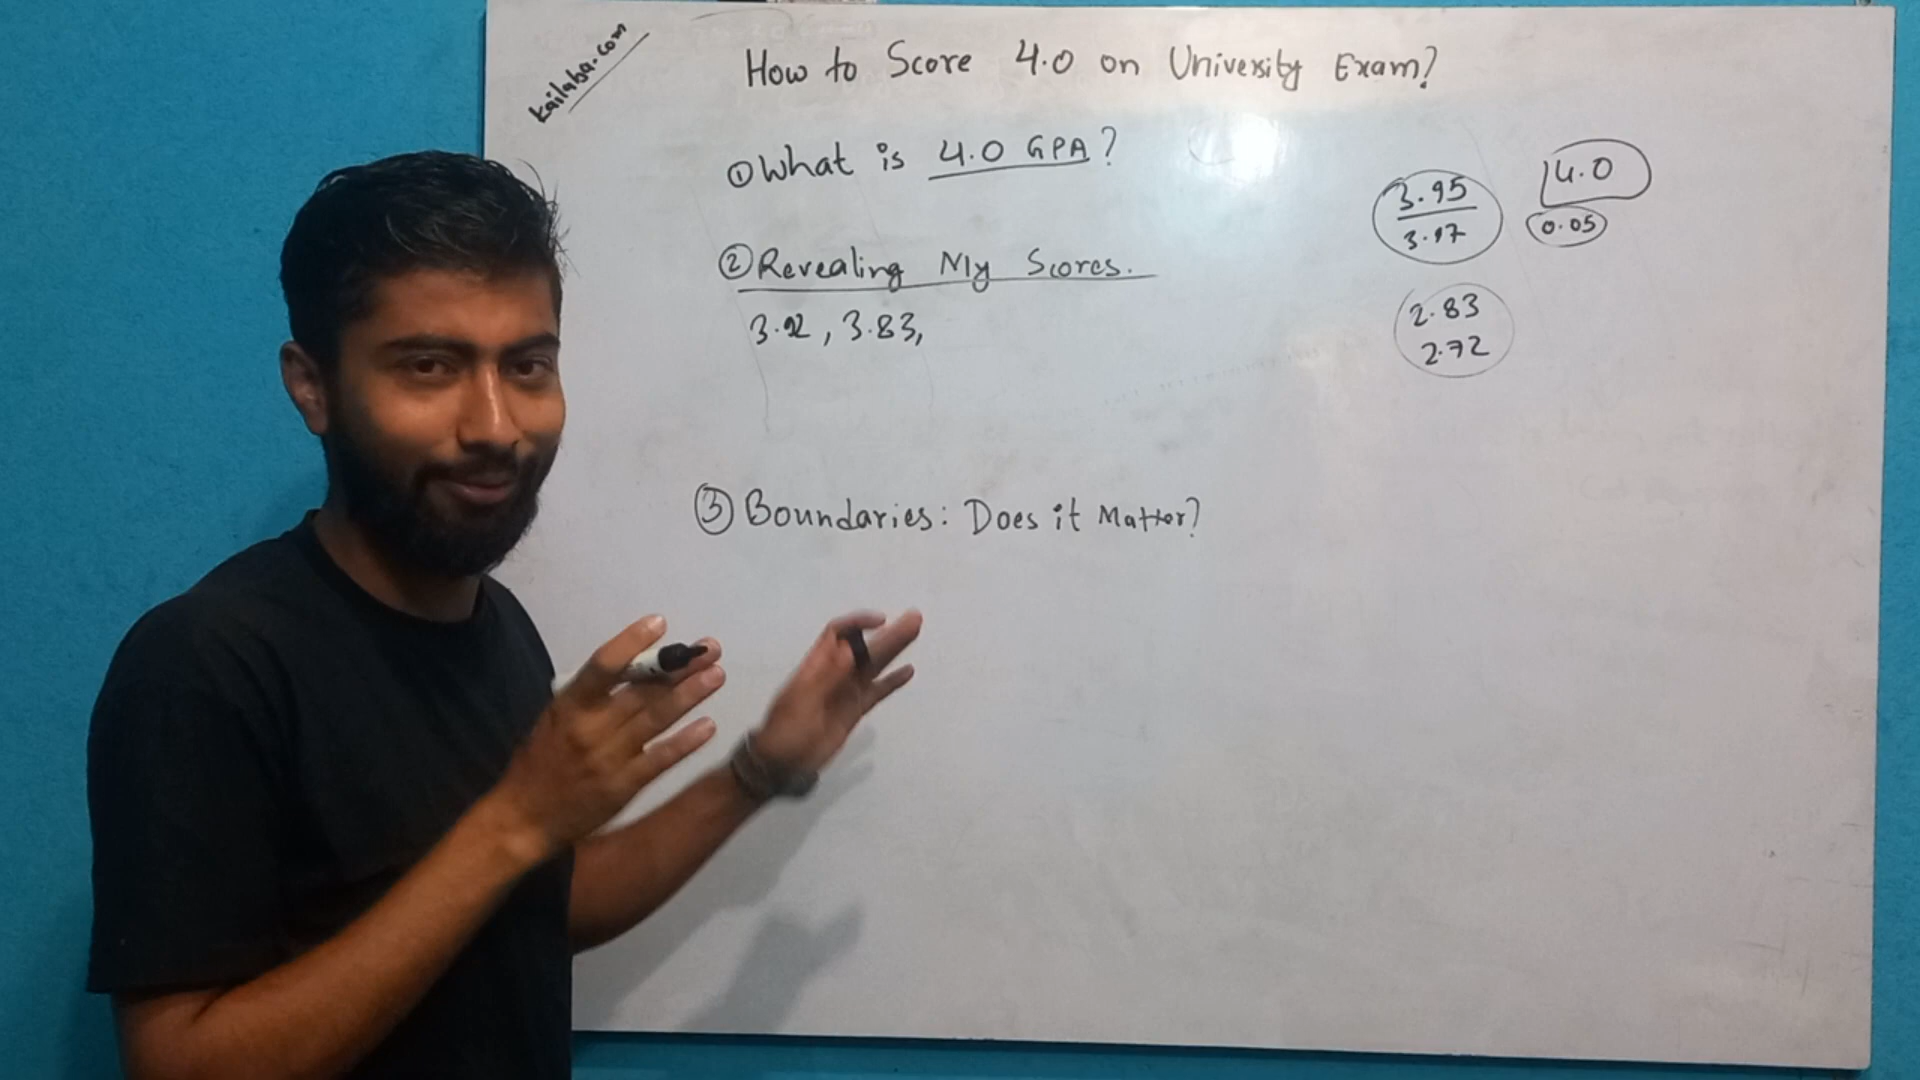 kailaba.com
How to Score 4.0 on University Exam?
① What is 4.0 GPA?
② Revealing My Scores.
3.92, 3.83,
③ Boundaries: Does it Matter?
3.95
3.97
4.0
0.05
2.83
2.72